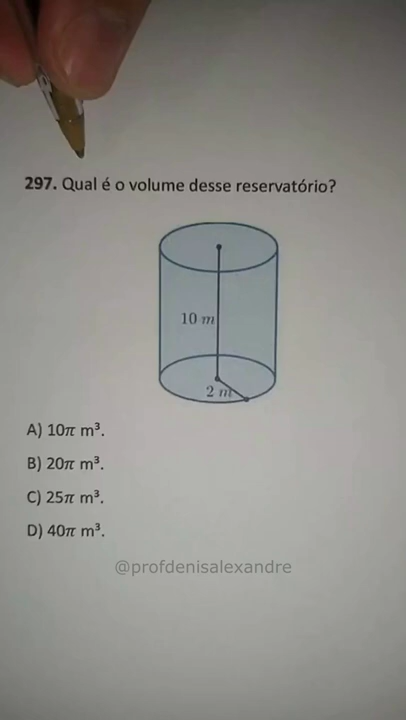 297. Qual é o volume desse reservatório?
10 m
2 m
A) 10π m³.
B) 20π m³.
C) 25π m³.
D) 40π m³.
@profdenisalexandre